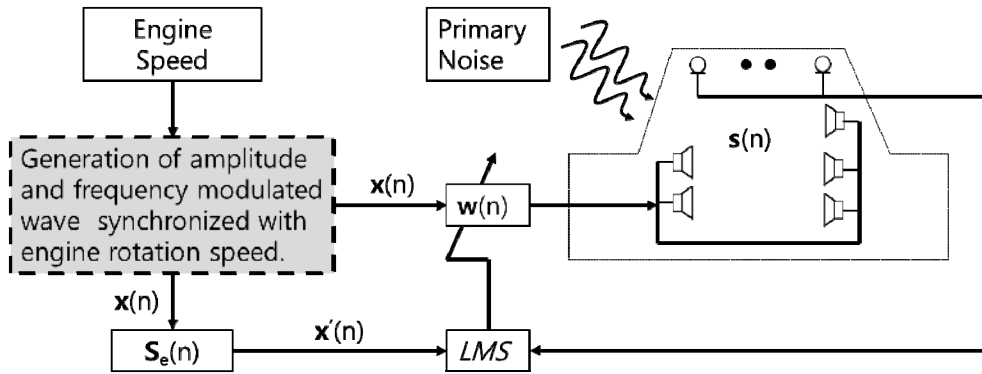 Engine
Speed
Primary
Noise
s(n)
Generation of amplitude
and frequency modulated
wave synchronized with
engine rotation speed.
x(n)
w(n)
x(n)
Se(n)
x′(n)
LMS